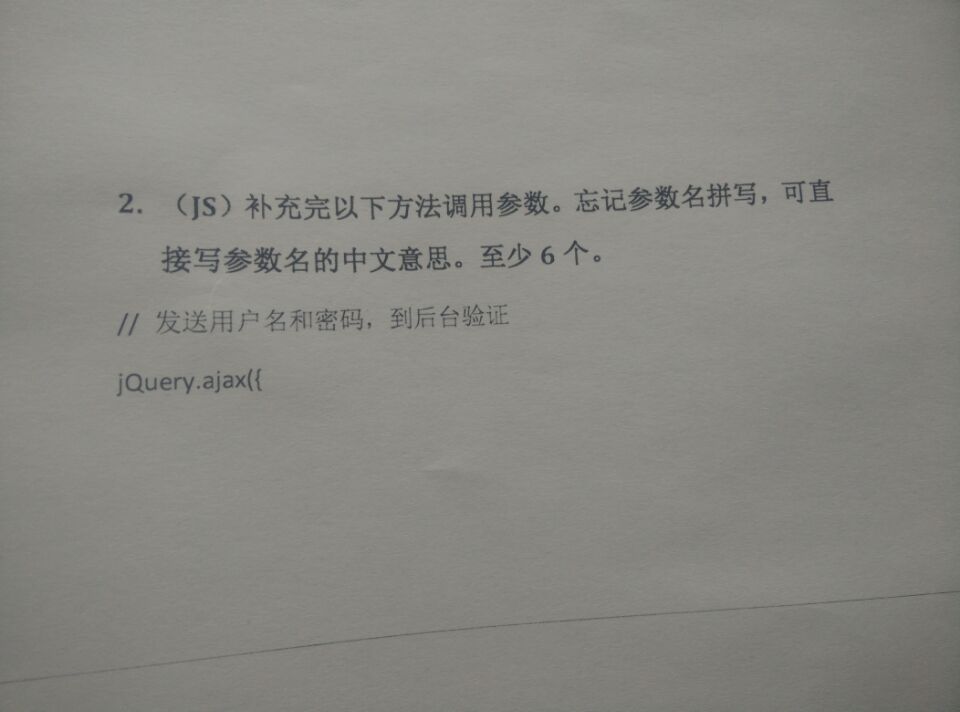 2. （JS）补充完以下方法调用参数。忘记参数名拼写，可直
接写参数名的中文意思。至少 6 个。
// 发送用户名和密码，到后台验证
jQuery.ajax({